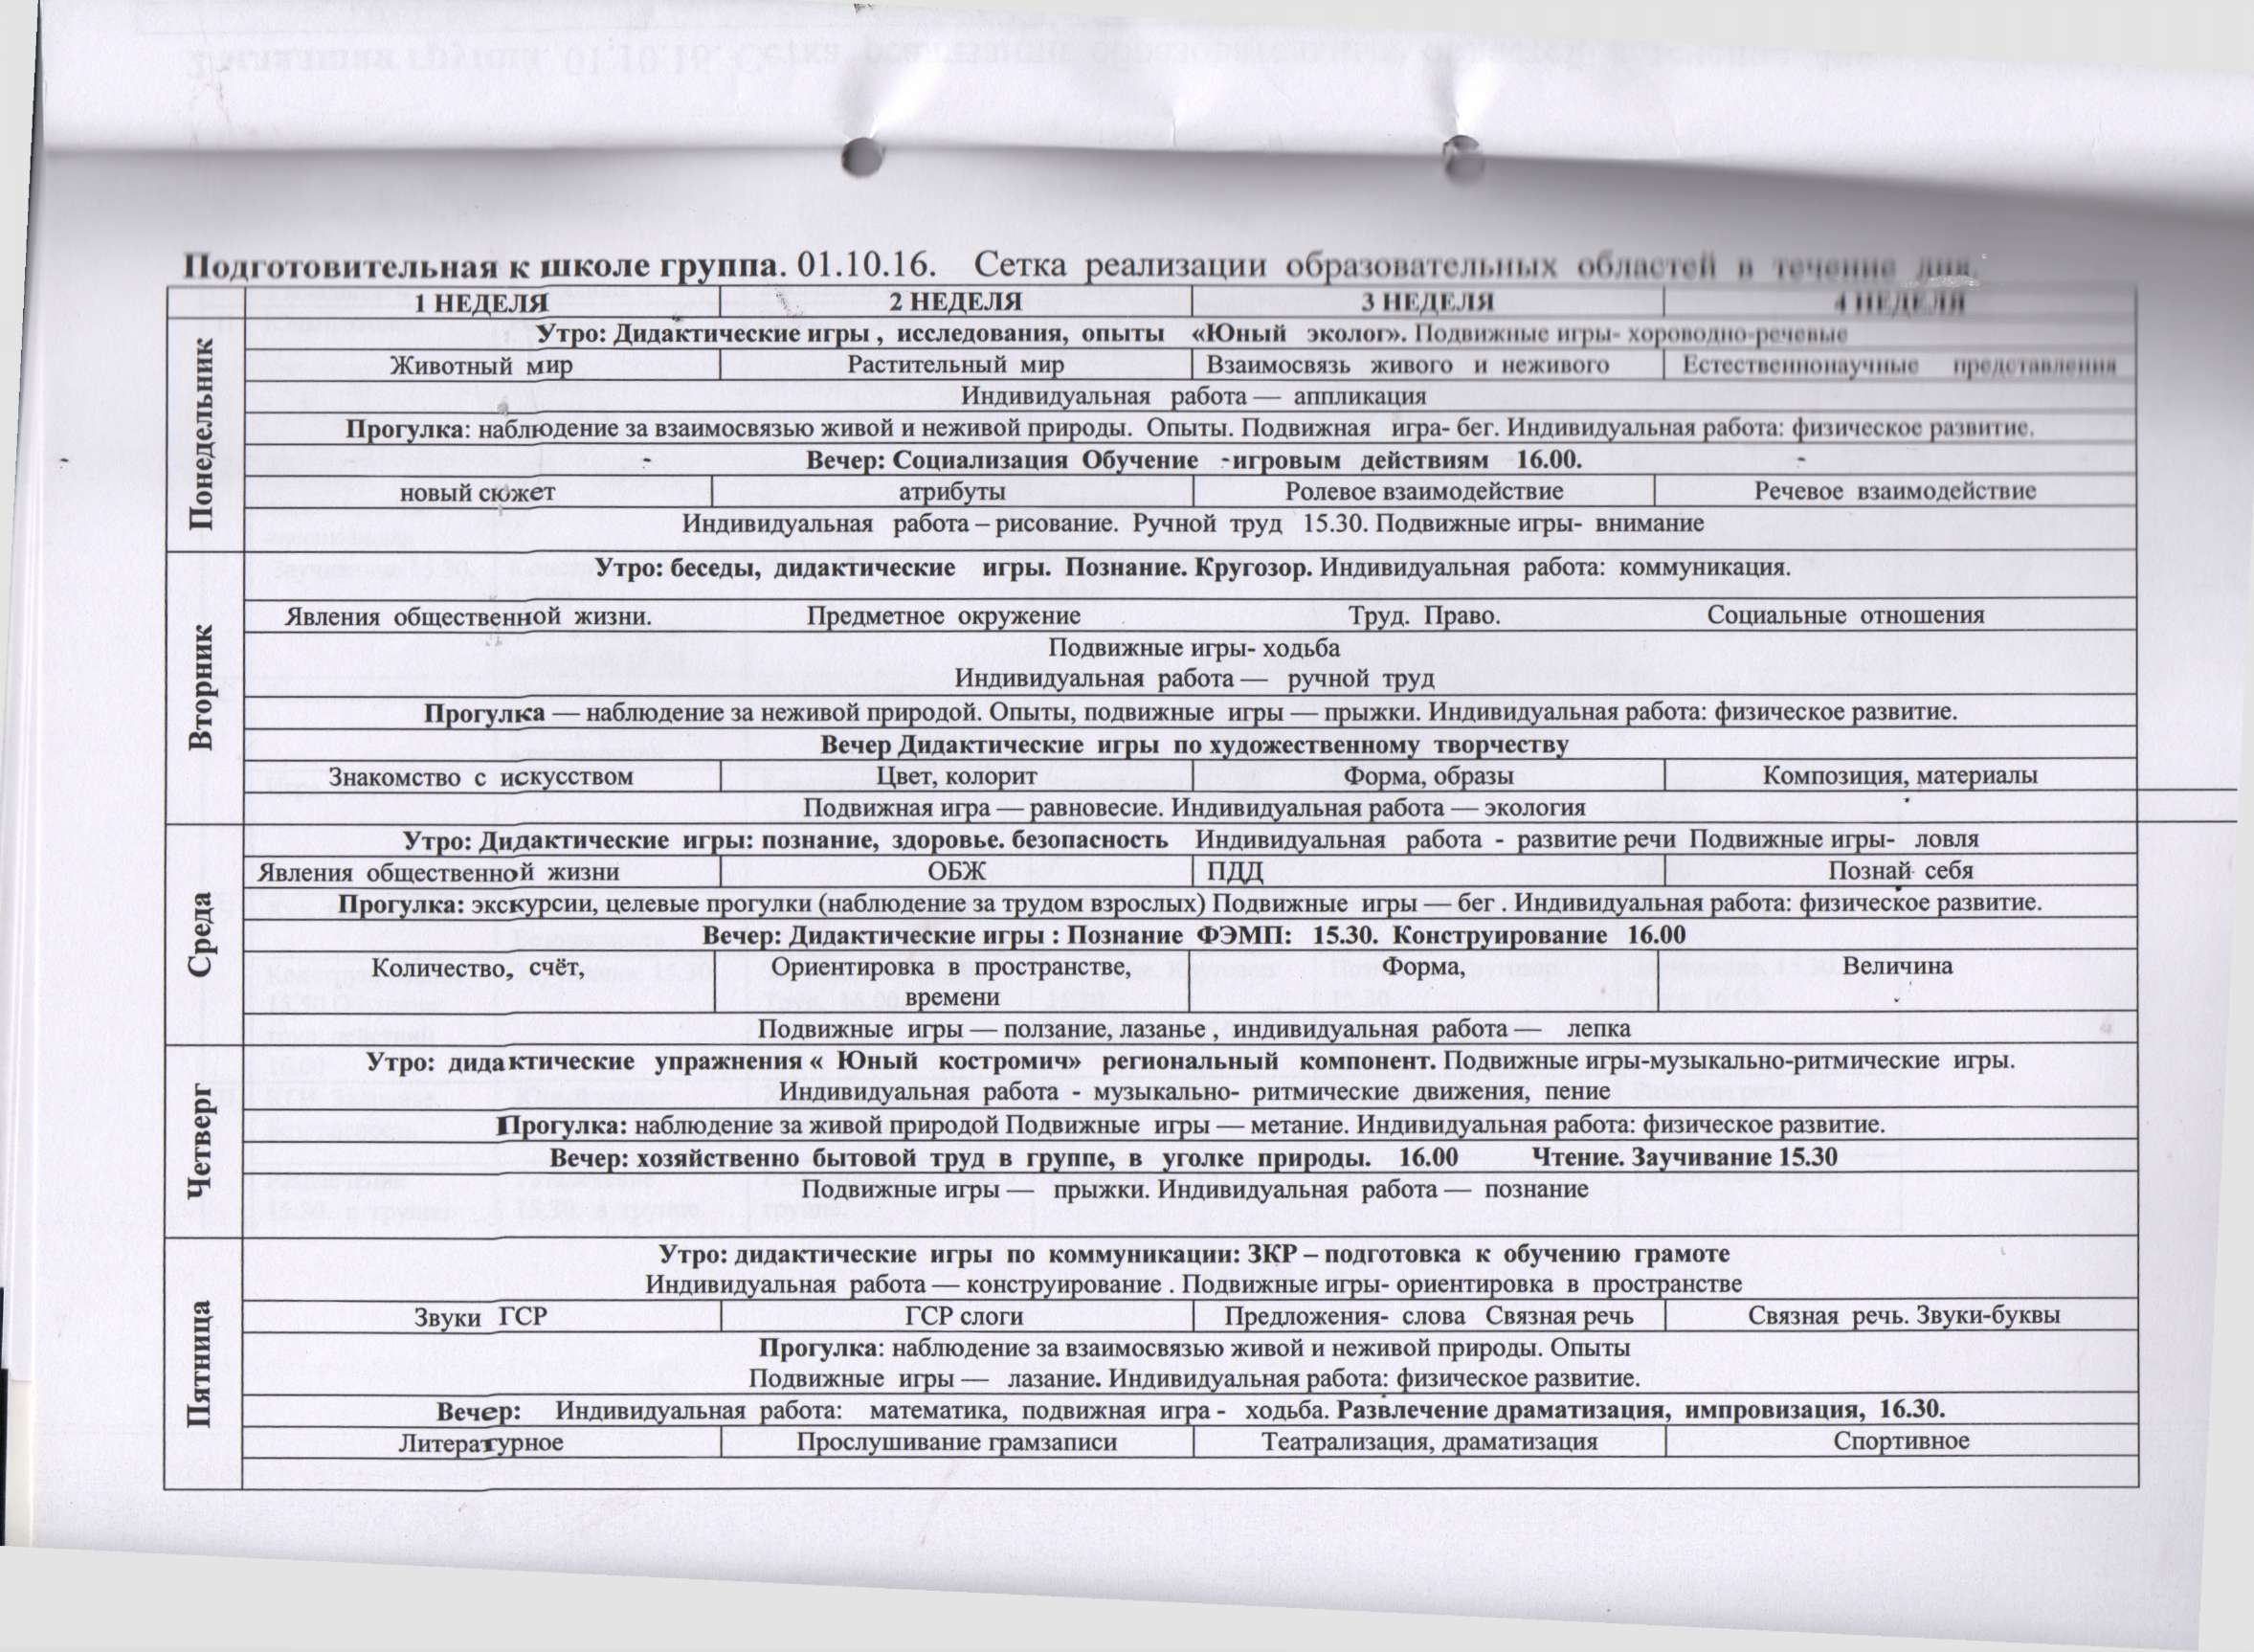 Подготовительная к школе группа. 01.10.16. Сетка реализации образовательных областей в течение дня.
1 НЕДЕЛЯ 2 НЕДЕЛЯ 3 НЕДЕЛЯ 4 НЕДЕЛЯ
Понедельник
Утро: Дидактические игры , исследования, опыты «Юный эколог». Подвижные игры- хороводно-речевые
Животный мир Растительный мир Взаимосвязь живого и неживого Естественнонаучные представления
Индивидуальная работа — аппликация
Прогулка: наблюдение за взаимосвязью живой и неживой природы. Опыты. Подвижная игра- бег. Индивидуальная работа: физическое развитие.
Вечер: Социализация Обучение -игровым действиям 16.00.
новый сюжет атрибуты Ролевое взаимодействие Речевое взаимодействие
Индивидуальная работа – рисование. Ручной труд 15.30. Подвижные игры- внимание
Вторник
Утро: беседы, дидактические игры. Познание. Кругозор. Индивидуальная работа: коммуникация.
Явления общественной жизни. Предметное окружение Труд. Право. Социальные отношения
Подвижные игры- ходьба
Индивидуальная работа — ручной труд
Прогулка — наблюдение за неживой природой. Опыты, подвижные игры — прыжки. Индивидуальная работа: физическое развитие.
Вечер Дидактические игры по художественному творчеству
Знакомство с искусством Цвет, колорит Форма, образы Композиция, материалы
Подвижная игра — равновесие. Индивидуальная работа — экология
Среда
Утро: Дидактические игры: познание, здоровье. безопасность Индивидуальная работа - развитие речи Подвижные игры- ловля
Явления общественной жизни ОБЖ ПДД Познай себя
Прогулка: экскурсии, целевые прогулки (наблюдение за трудом взрослых) Подвижные игры — бег . Индивидуальная работа: физическое развитие.
Вечер: Дидактические игры : Познание ФЭМП: 15.30. Конструирование 16.00
Количество, счёт, Ориентировка в пространстве, Форма, Величина
времени
Подвижные игры — ползание, лазанье , индивидуальная работа — лепка
Четверг
Утро: дидактические упражнения « Юный костромич» региональный компонент. Подвижные игры-музыкально-ритмические игры.
Индивидуальная работа - музыкально- ритмические движения, пение
Прогулка: наблюдение за живой природой Подвижные игры — метание. Индивидуальная работа: физическое развитие.
Вечер: хозяйственно бытовой труд в группе, в уголке природы. 16.00 Чтение. Заучивание 15.30
Подвижные игры — прыжки. Индивидуальная работа — познание
Пятница
Утро: дидактические игры по коммуникации: ЗКР – подготовка к обучению грамоте
Индивидуальная работа — конструирование . Подвижные игры- ориентировка в пространстве
Звуки ГСР ГСР слоги Предложения- слова Связная речь Связная речь. Звуки-буквы
Прогулка: наблюдение за взаимосвязью живой и неживой природы. Опыты
Подвижные игры — лазание. Индивидуальная работа: физическое развитие.
Вечер: Индивидуальная работа: математика, подвижная игра - ходьба. Развлечение драматизация, импровизация, 16.30.
Литературное Прослушивание грамзаписи Театрализация, драматизация Спортивное